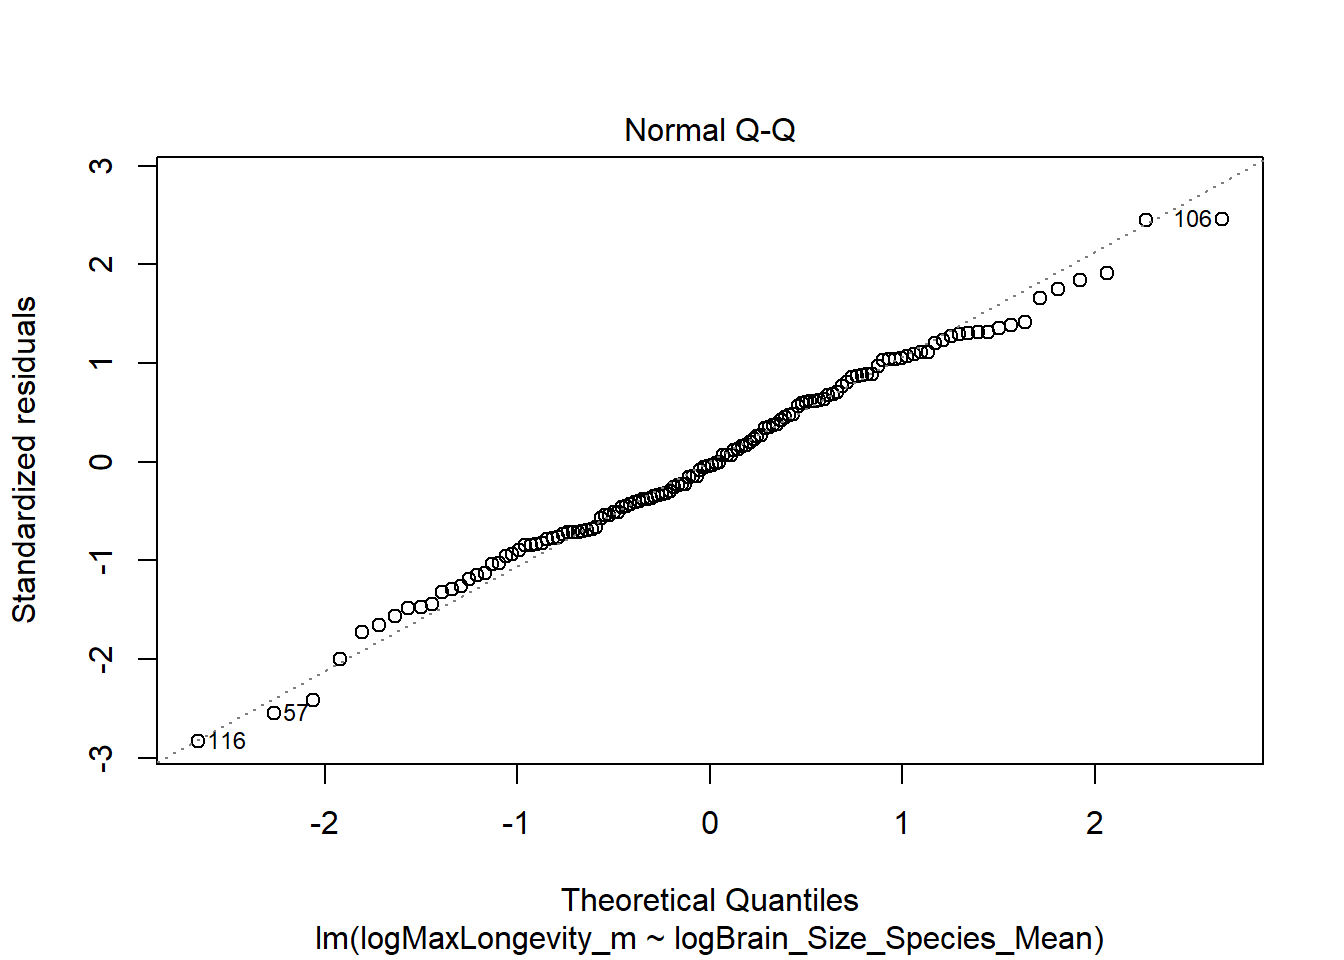 Normal Q-Q
Standardized residuals
3
2
1
0
-1
-2
-3
106
57
116
-2 -1 0 1 2
Theoretical Quantiles
lm(logMaxLongevity_m ~ logBrain_Size_Species_Mean)